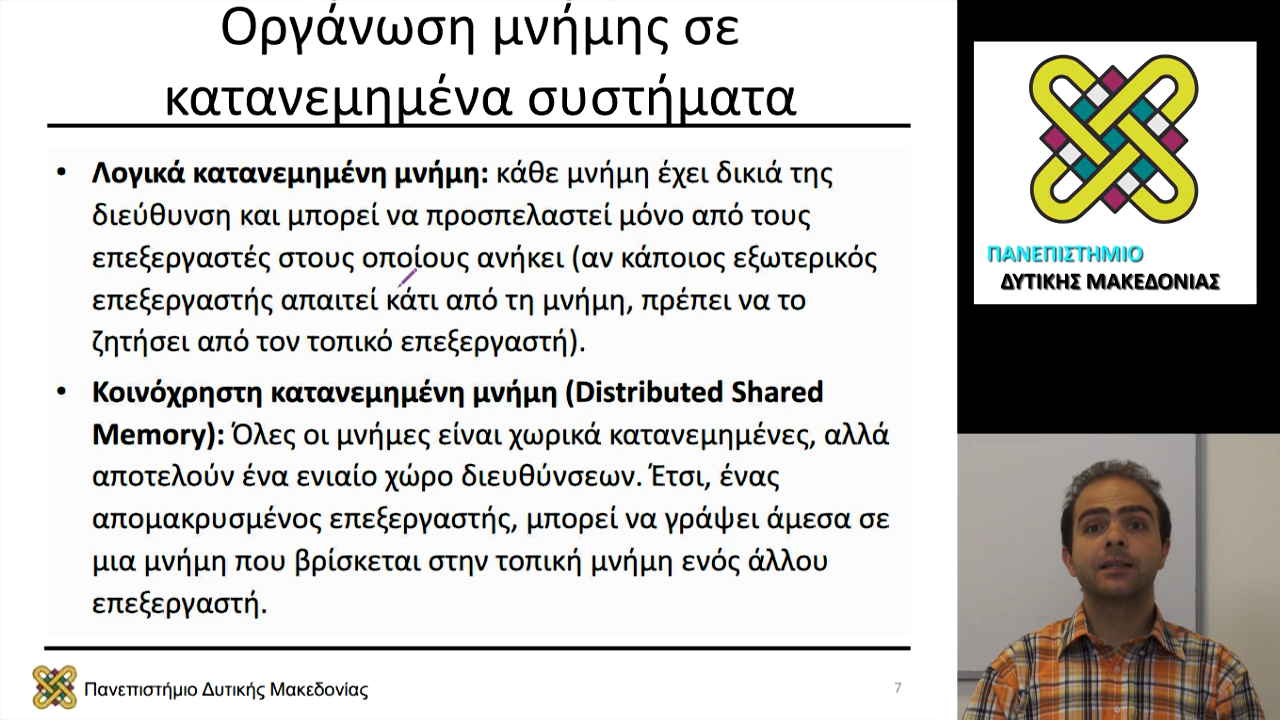 Οργάνωση μνήμης σε
κατανεμημένα συστήματα
• Λογικά κατανεμημένη μνήμη: κάθε μνήμη έχει δικιά της
διεύθυνση και μπορεί να προσπελαστεί μόνο από τους
επεξεργαστές στους οποίους ανήκει (αν κάποιος εξωτερικός
επεξεργαστής απαιτεί κάτι από τη μνήμη, πρέπει να το
ζητήσει από τον τοπικό επεξεργαστή).
• Κοινόχρηστη κατανεμημένη μνήμη (Distributed Shared
Memory): Όλες οι μνήμες είναι χωρικά κατανεμημένες, αλλά
αποτελούν ένα ενιαίο χώρο διευθύνσεων. Έτσι, ένας
απομακρυσμένος επεξεργαστής, μπορεί να γράψει άμεσα σε
μια μνήμη που βρίσκεται στην τοπική μνήμη ενός άλλου
επεξεργαστή.
Πανεπιστήμιο Δυτικής Μακεδονίας
7
ΠΑΝΕΠΙΣΤΗΜΙΟ
ΔΥΤΙΚΗΣ ΜΑΚΕΔΟΝΙΑΣ